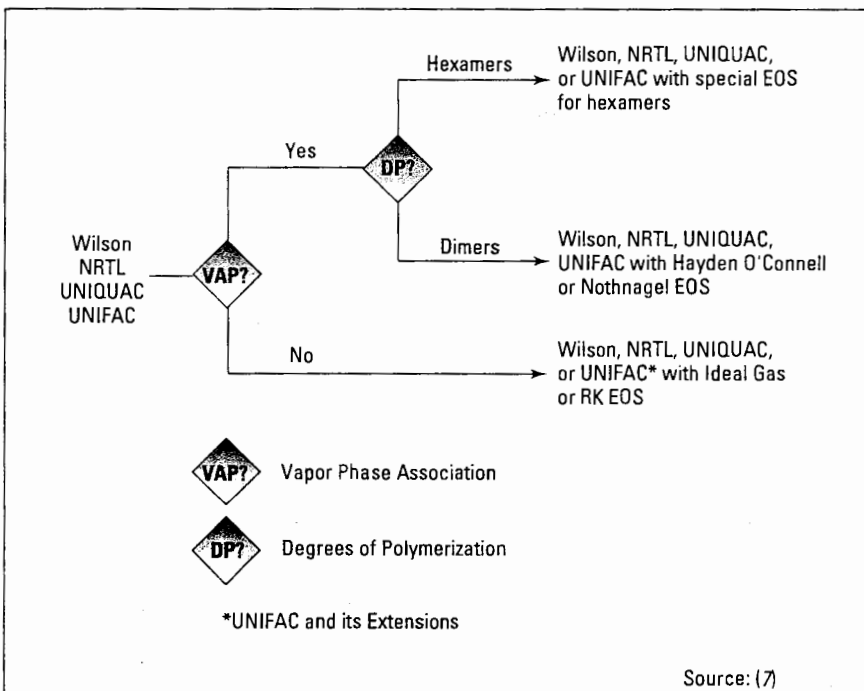 Hexamers
Wilson, NRTL, UNIQUAC,
or UNIFAC with special EOS
for hexamers
Yes
DP?
Wilson
NRTL
UNIQUAC
UNIFAC
VAP?
Dimers
Wilson, NRTL, UNIQUAC,
UNIFAC with Hayden O'Connell
or Nothnagel EOS
No
Wilson, NRTL, UNIQUAC,
or UNIFAC* with Ideal Gas
or RK EOS
VAP? Vapor Phase Association
DP? Degrees of Polymerization
*UNIFAC and its Extensions
Source: (7)